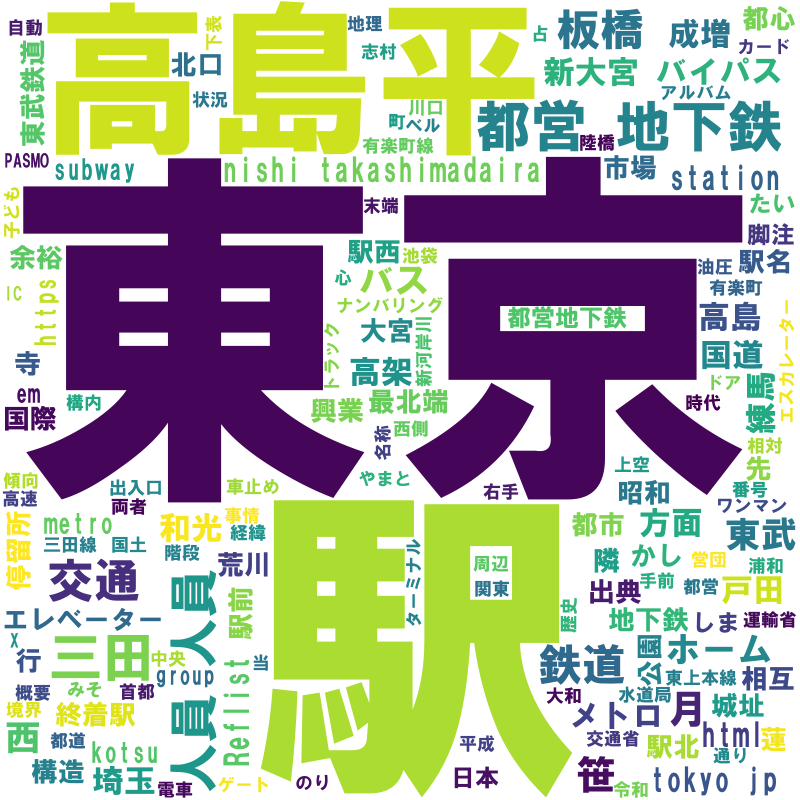 自動
下表
地理
占
都心
高島平
板橋
成増
カード
東武鉄道
北口
志村
新大宮
バイパス
状況
川口
アルバム
町
ベル
都営
地下鉄
PASMO
有楽町線
陸橋
subway
nishi
takashimadaira
市場
station
子ども
末端
たい
東京
脚注
余裕
駅西
池袋
油圧
駅名
https
IC
心
バス
有楽町
ナンバリング
都営地下鉄
高島
エスカレーター
トラック
大宮
新河岸川
国道
寺
高架
ドア
練馬
em
構内
最北端
時代
国際
興業
名称
西側
相対
先
傾向
出入口
車止め
やまと
右手
上空
番号
高速
両者
昭和
ワンマン
停留所
metro
和光
事情
経緯
駅
都市
方面
東武
三田線
国土
階段
荒川
ターミナル
周辺
隣
かし
営団
浦和
交通
人員
人員
関東
出典
手前
都営
戸田
エレベーター
駅前
歴史
地下鉄
しま
運輸省
X
三田
行
中央
group
当
鉄道
公園
ホーム
東上本線
相互
概要
みそ
首都
Reflist
大和
水道局
城址
境界
終着駅
メトロ
月
西
都道
kotsu
平成
交通省
駅北
html
蓮
通り
構造
埼玉
電車
ゲート
のり
日本
笹
令和
tokyo
jp